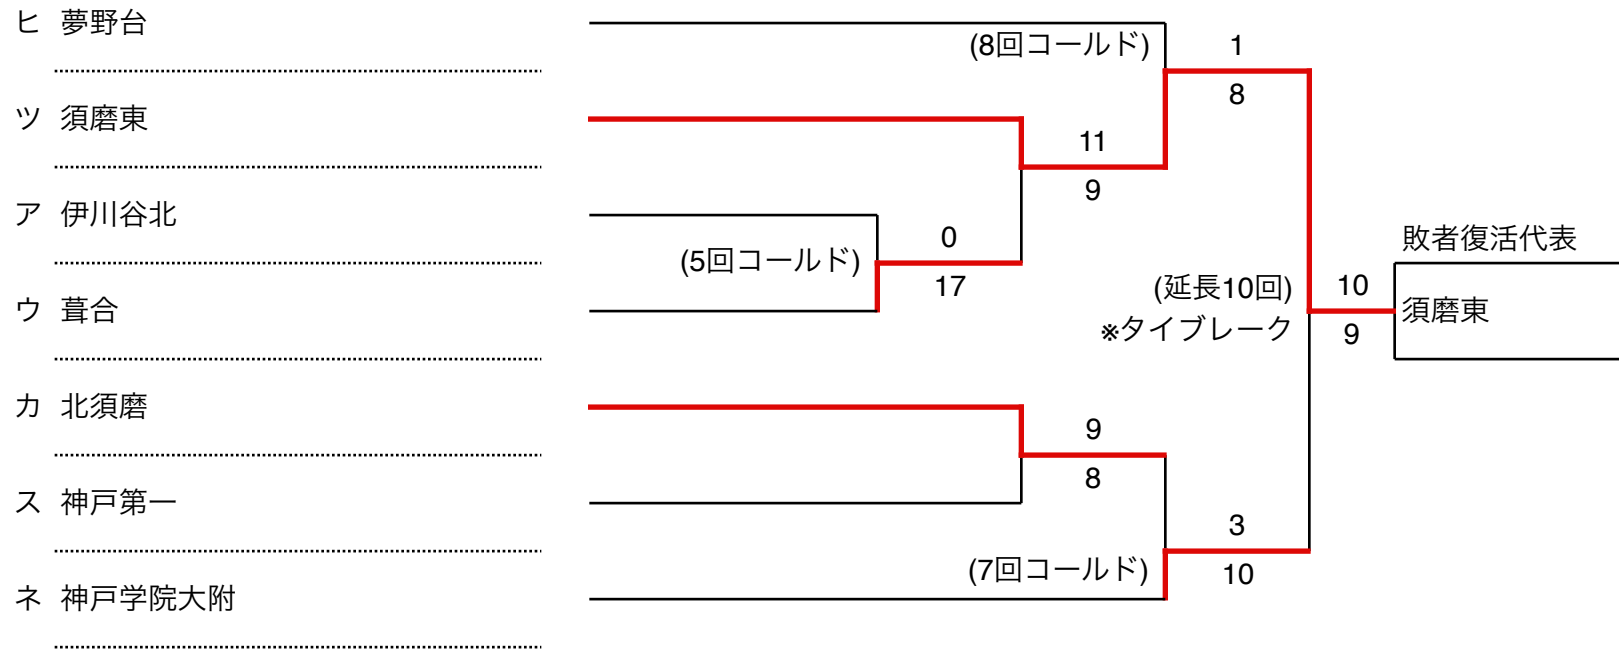 ヒ 夢野台
(8回コールド)
1
8
ツ 須磨東
11
9
ア 伊川谷北
(5回コールド)
0
17
敗者復活代表
(延長10回)
※タイブレーク
10
9
須磨東
ウ 葺合
カ 北須磨
9
8
ス 神戸第一
3
10
(7回コールド)
ネ 神戸学院大附